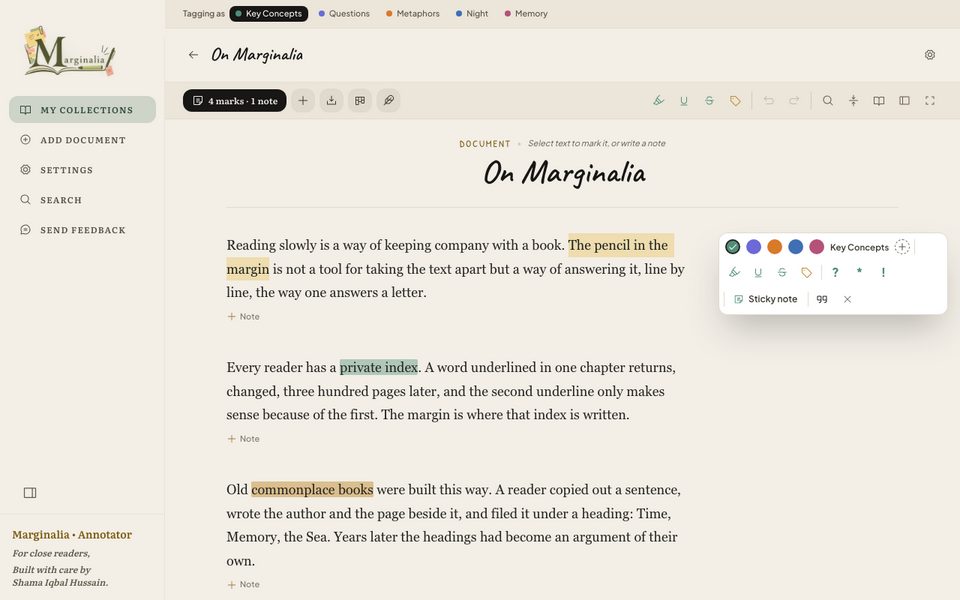 Marginalia
MY COLLECTIONS
ADD DOCUMENT
SETTINGS
SEARCH
SEND FEEDBACK
Marginalia • Annotator
For close readers,
Built with care by
Shama Iqbal Hussain.
Tagging as Key Concepts Questions Metaphors Night Memory
On Marginalia
4 marks · 1 note
DOCUMENT • Select text to mark it, or write a note
On Marginalia
Reading slowly is a way of keeping company with a book. The pencil in the
margin is not a tool for taking the text apart but a way of answering it, line by
line, the way one answers a letter.
+ Note
Every reader has a private index. A word underlined in one chapter returns,
changed, three hundred pages later, and the second underline only makes
sense because of the first. The margin is where that index is written.
+ Note
Old commonplace books were built this way. A reader copied out a sentence,
wrote the author and the page beside it, and filed it under a heading: Time,
Memory, the Sea. Years later the headings had become an argument of their
own.
+ Note
Key Concepts
U S ? * !
Sticky note